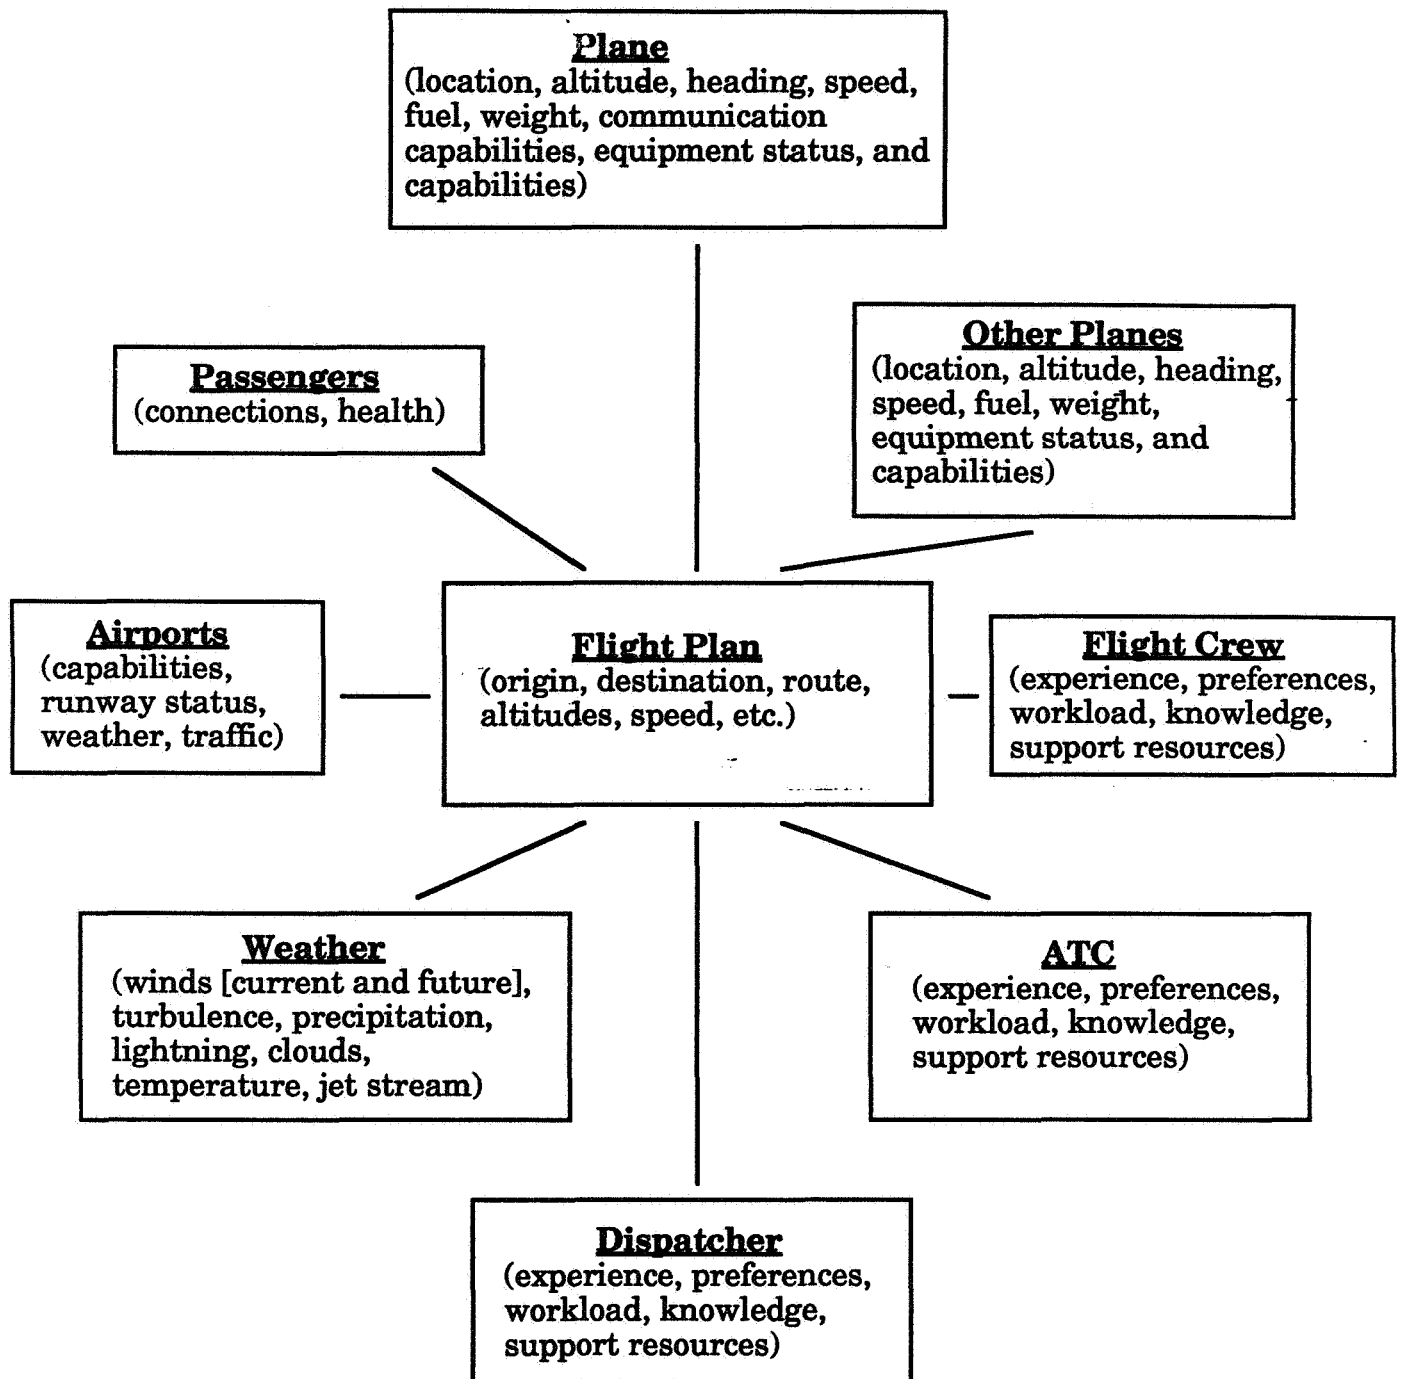 Plane
(location, altitude, heading, speed,
fuel, weight, communication
capabilities, equipment status, and
capabilities)
Other Planes
(location, altitude, heading,
speed, fuel, weight,
equipment status, and
capabilities)
Passengers
(connections, health)
Airports
(capabilities,
runway status,
weather, traffic)
Flight Plan
(origin, destination, route,
altitudes, speed, etc.)
Flight Crew
(experience, preferences,
workload, knowledge,
support resources)
Weather
(winds [current and future],
turbulence, precipitation,
lightning, clouds,
temperature, jet stream)
ATC
(experience, preferences,
workload, knowledge,
support resources)
Dispatcher
(experience, preferences,
workload, knowledge,
support resources)